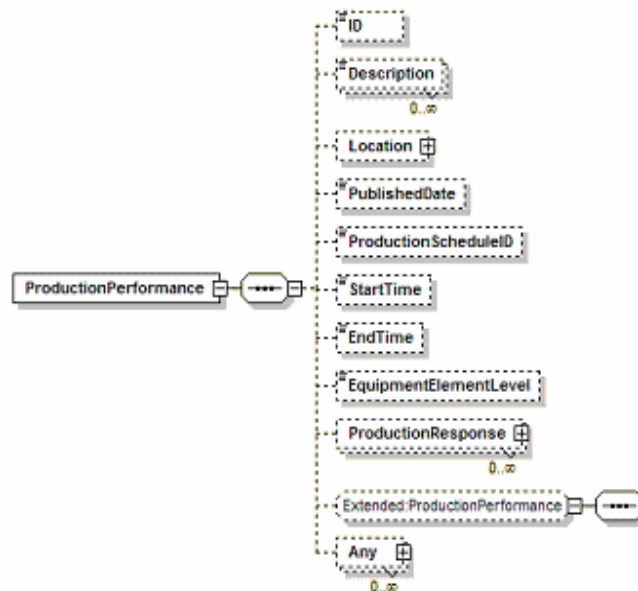 ID
Description
0..∞
Location
PublishedDate
ProductionScheduleID
ProductionPerformance
StartTime
EndTime
EquipmentElementLevel
ProductionResponse
0..∞
Extended:ProductionPerformance
Any
0..∞